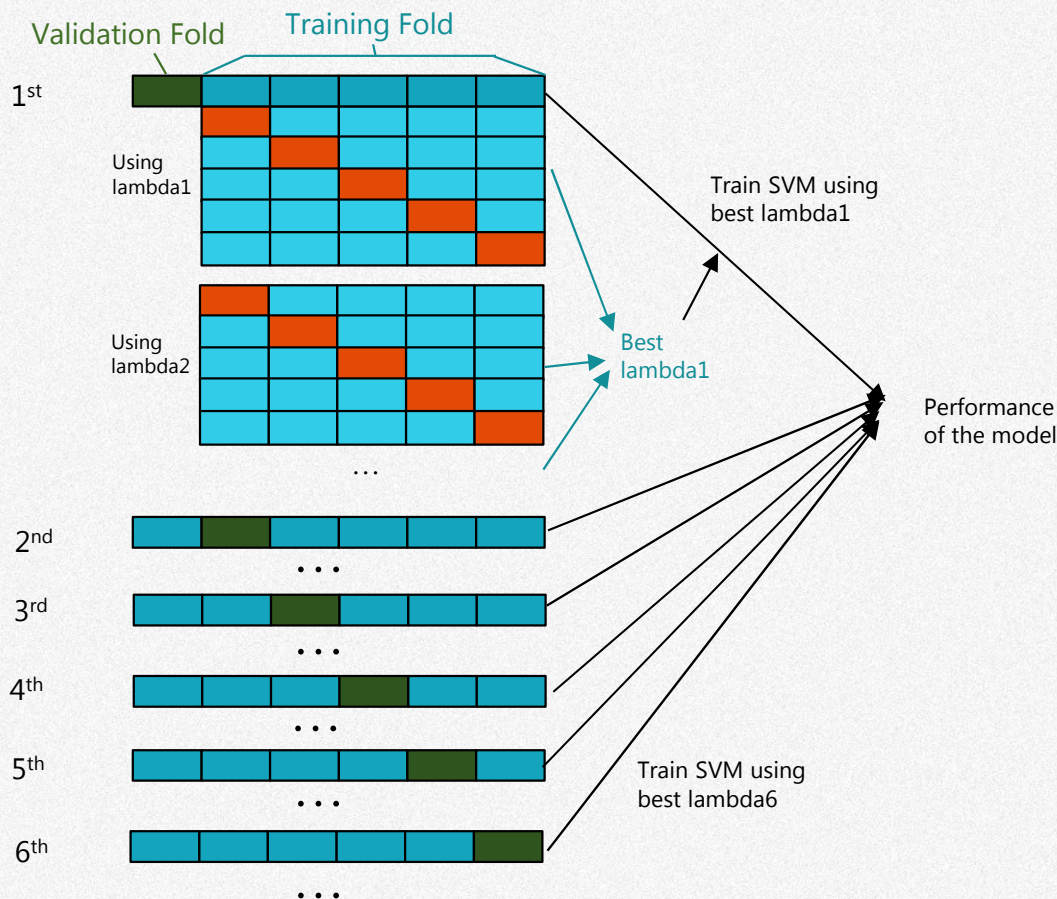 Validation Fold
Training Fold
1st
Using
lambda1
Train SVM using
best lambda1
Using
lambda2
Best
lambda1
Performance
of the model
...
2nd
...
3rd
...
4th
...
5th
Train SVM using
best lambda6
...
6th
...